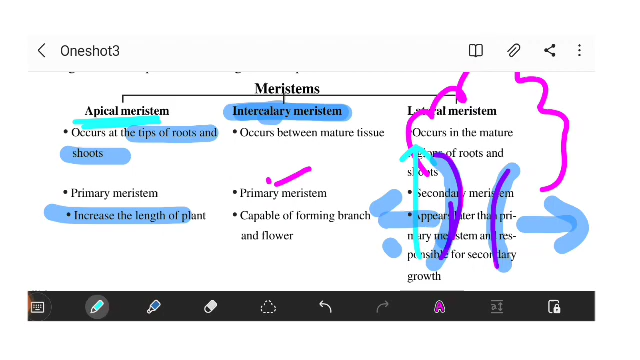 Oneshot3
Meristems
Apical meristem
Intercalary meristem
Lateral meristem
• Occurs at the tips of roots and
shoots
• Occurs between mature tissue
Occurs in the mature
regions of roots and
shoots
• Primary meristem
• Primary meristem
• Secondary meristem
• Increase the length of plant
• Capable of forming branch
and flower
• Appears later than pri-
mary meristem and res-
ponsible for secondary
growth